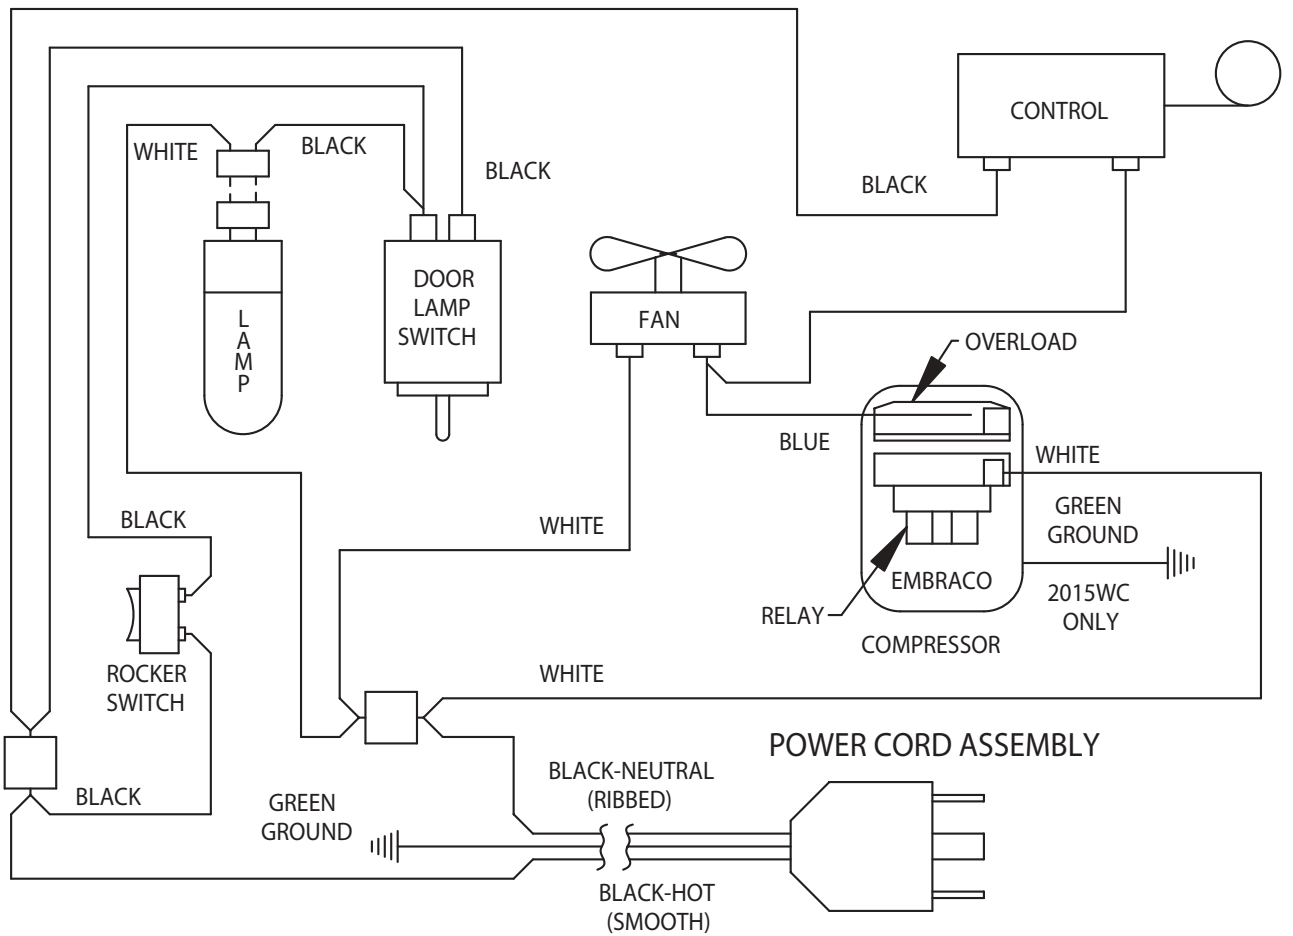 CONTROL
WHITE
BLACK
BLACK
BLACK
DOOR
LAMP
SWITCH
L
A
M
P
FAN
OVERLOAD
BLUE
WHITE
GREEN
GROUND
BLACK
WHITE
EMBRACO
2015WC
ONLY
RELAY
COMPRESSOR
ROCKER
SWITCH
WHITE
POWER CORD ASSEMBLY
BLACK-NEUTRAL
(RIBBED)
BLACK
GREEN
GROUND
BLACK-HOT
(SMOOTH)